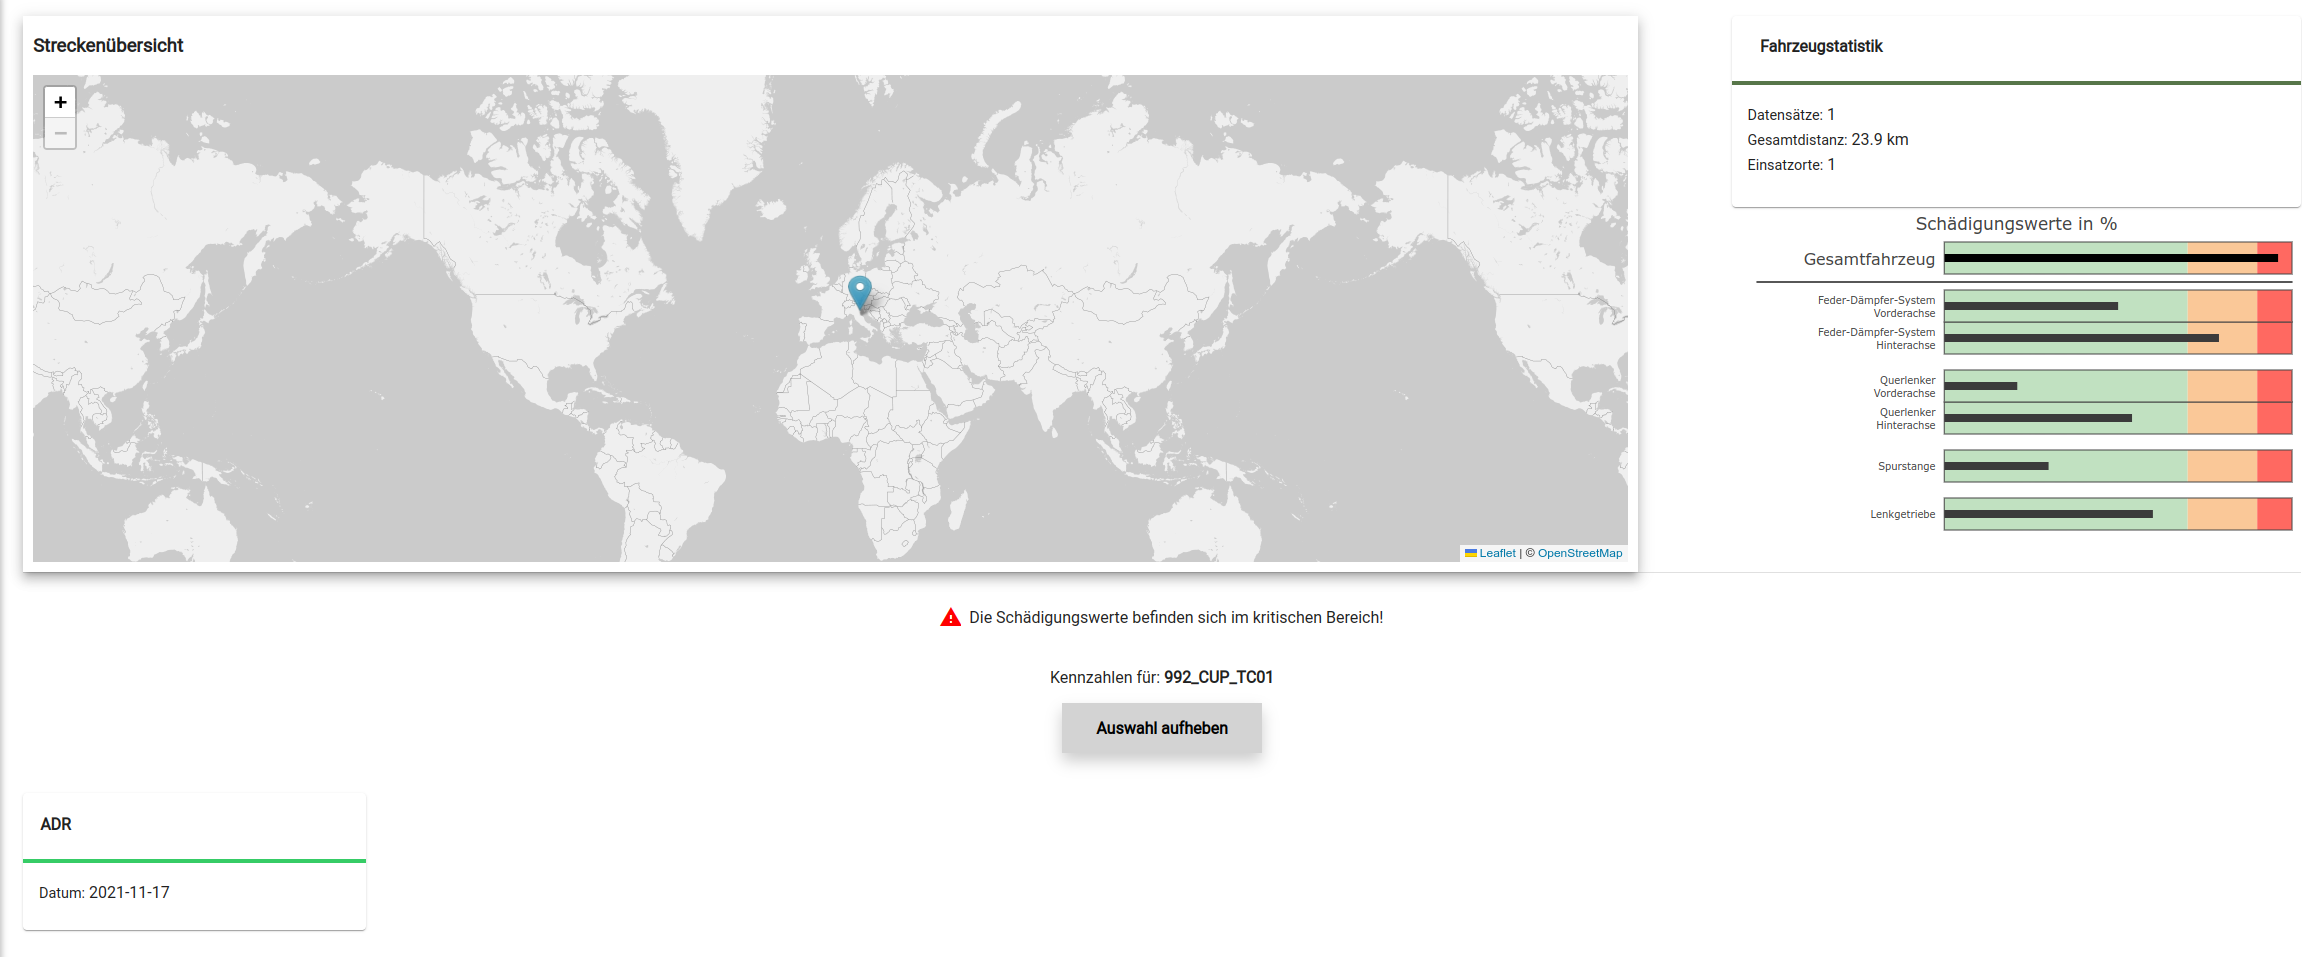 Streckenübersicht
+
−
Leaflet | © OpenStreetMap
Fahrzeugstatistik
Datensätze: 1
Gesamtdistanz: 23.9 km
Einsatzorte: 1
Schädigungswerte in %
Gesamtfahrzeug
Feder-Dämpfer-System
Vorderachse
Feder-Dämpfer-System
Hinterachse
Querlenker
Vorderachse
Querlenker
Hinterachse
Spurstange
Lenkgetriebe
Die Schädigungswerte befinden sich im kritischen Bereich!
Kennzahlen für: 992_CUP_TC01
Auswahl aufheben
ADR
Datum: 2021-11-17